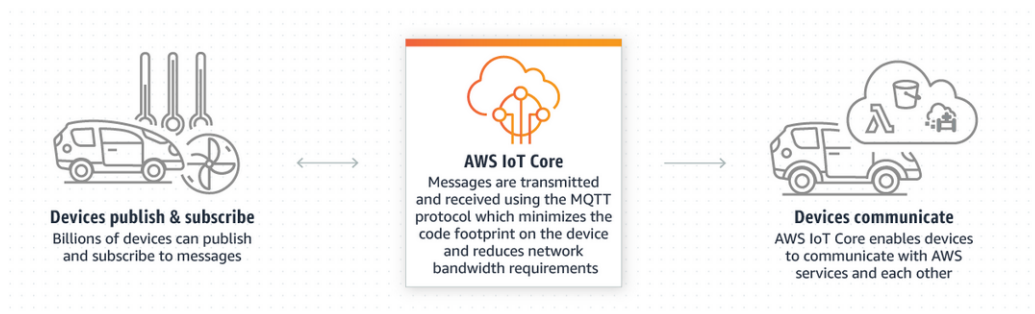 Devices publish & subscribe
Billions of devices can publish
and subscribe to messages
AWS IoT Core
Messages are transmitted
and received using the MQTT
protocol which minimizes the
code footprint on the device
and reduces network
bandwidth requirements
Devices communicate
AWS IoT Core enables devices
to communicate with AWS
services and each other